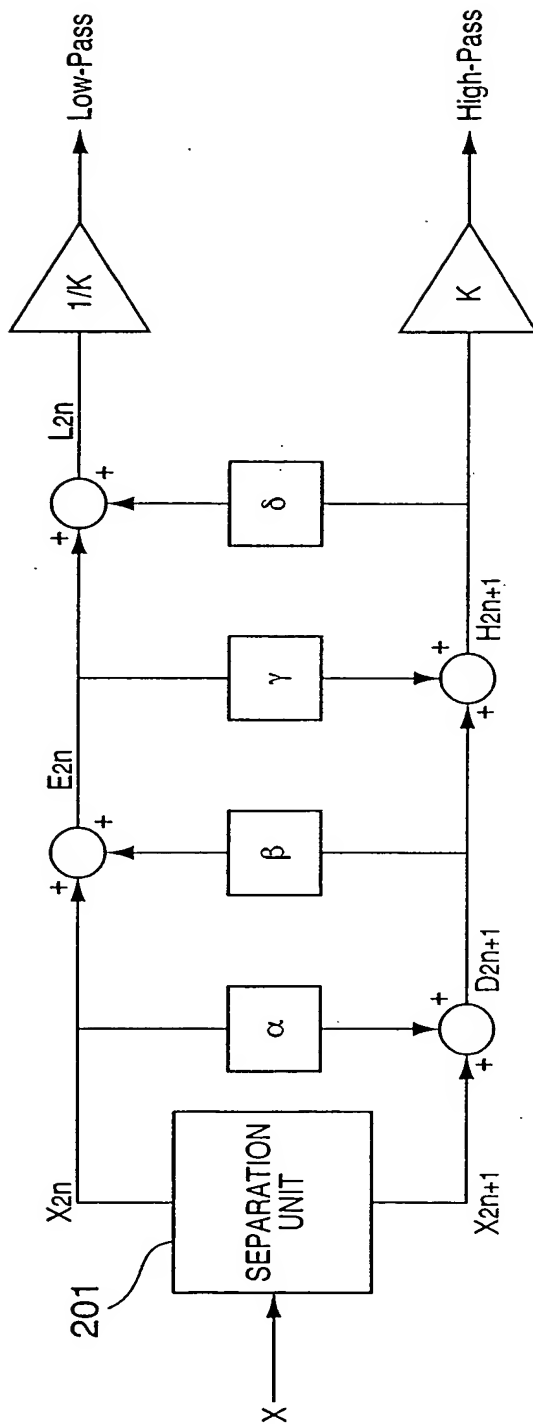 201
X
SEPARATION
UNIT
X2n
X2n+1
α
+
+
D2n+1
β
+
+
E2n
γ
+
+
H2n+1
δ
+
+
L2n
1/K
Low-Pass
K
High-Pass